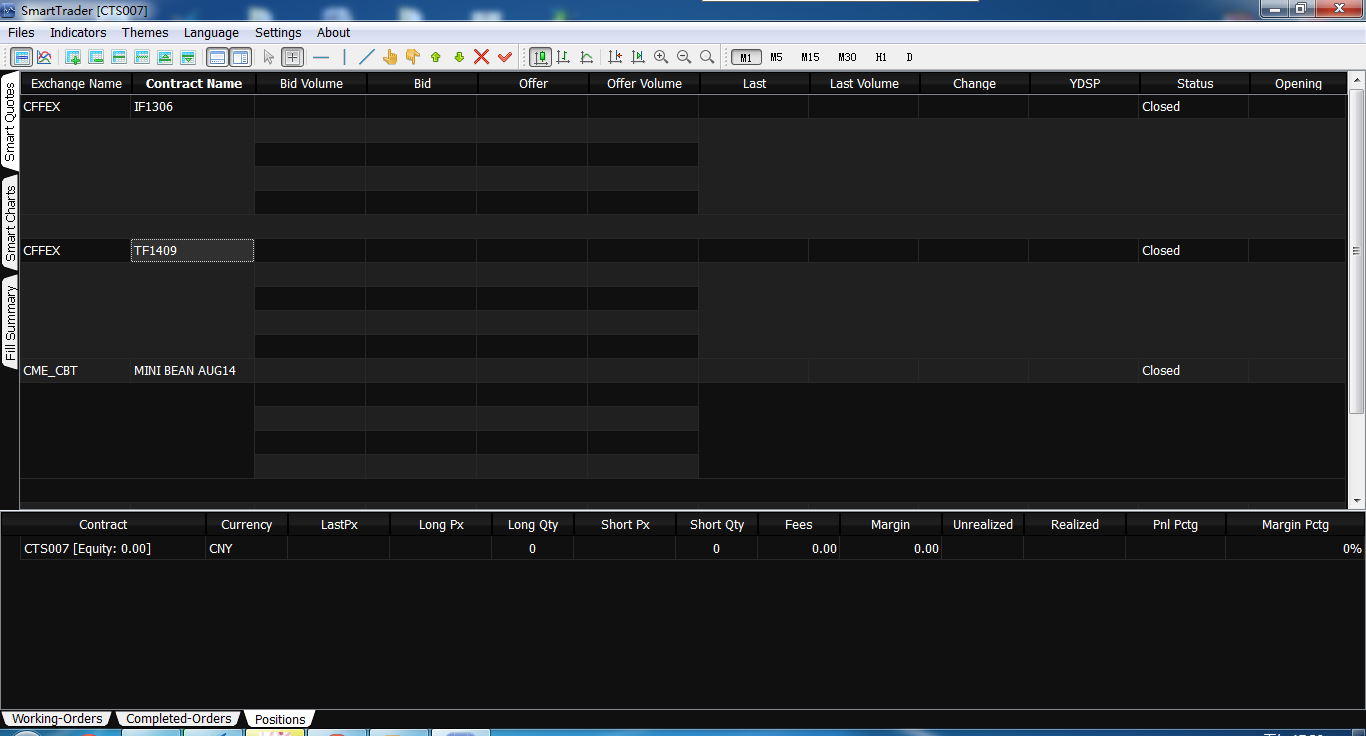 SmartTrader [CTS007]
Files Indicators Themes Language Settings About
M1 M5 M15 M30 H1 D
Smart Quotes
Smart Charts
Fill Summary
Exchange Name Contract Name Bid Volume Bid Offer Offer Volume Last Last Volume Change YDSP Status Opening
CFFEX IF1306 Closed
CFFEX TF1409 Closed
CME_CBT MINI BEAN AUG14 Closed
Contract Currency LastPx Long Px Long Qty Short Px Short Qty Fees Margin Unrealized Realized Pnl Pctg Margin Pctg
CTS007 [Equity: 0.00] CNY 0 0 0.00 0.00 0%
Working-Orders Completed-Orders Positions